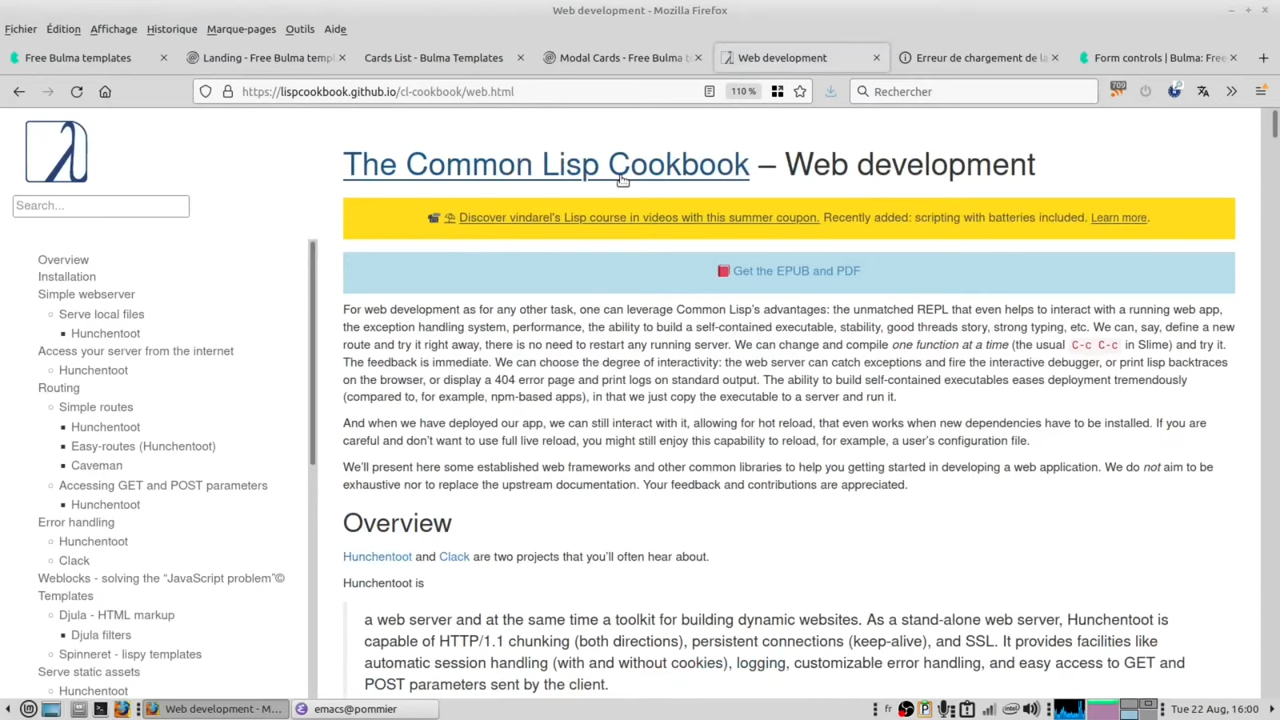 Web development - Mozilla Firefox
Fichier Édition Affichage Historique Marque-pages Outils Aide
Free Bulma templates
Landing - Free Bulma templ
Cards List - Bulma Templates
Modal Cards - Free Bulma t
Web development
Erreur de chargement de la
Form controls | Bulma: Free
https://lispcookbook.github.io/cl-cookbook/web.html
110 %
Rechercher
709
Search...
Overview
Installation
Simple webserver
Serve local files
Hunchentoot
Access your server from the internet
Hunchentoot
Routing
Simple routes
Hunchentoot
Easy-routes (Hunchentoot)
Caveman
Accessing GET and POST parameters
Hunchentoot
Error handling
Hunchentoot
Clack
Weblocks - solving the “JavaScript problem”©
Templates
Djula - HTML markup
Djula filters
Spinneret - lispy templates
Serve static assets
Hunchentoot
The Common Lisp Cookbook – Web development
Discover vindarel's Lisp course in videos with this summer coupon. Recently added: scripting with batteries included. Learn more.
Get the EPUB and PDF
For web development as for any other task, one can leverage Common Lisp’s advantages: the unmatched REPL that even helps to interact with a running web app,
the exception handling system, performance, the ability to build a self-contained executable, stability, good threads story, strong typing, etc. We can, say, define a new
route and try it right away, there is no need to restart any running server. We can change and compile one function at a time (the usual C-c C-c in Slime) and try it.
The feedback is immediate. We can choose the degree of interactivity: the web server can catch exceptions and fire the interactive debugger, or print lisp backtraces
on the browser, or display a 404 error page and print logs on standard output. The ability to build self-contained executables eases deployment tremendously
(compared to, for example, npm-based apps), in that we just copy the executable to a server and run it.
And when we have deployed our app, we can still interact with it, allowing for hot reload, that even works when new dependencies have to be installed. If you are
careful and don’t want to use full live reload, you might still enjoy this capability to reload, for example, a user’s configuration file.
We’ll present here some established web frameworks and other common libraries to help you getting started in developing a web application. We do not aim to be
exhaustive nor to replace the upstream documentation. Your feedback and contributions are appreciated.
Overview
Hunchentoot and Clack are two projects that you’ll often hear about.
Hunchentoot is
a web server and at the same time a toolkit for building dynamic websites. As a stand-alone web server, Hunchentoot is
capable of HTTP/1.1 chunking (both directions), persistent connections (keep-alive), and SSL. It provides facilities like
automatic session handling (with and without cookies), logging, customizable error handling, and easy access to GET and
POST parameters sent by the client.
Web development - M...
emacs@pommier
fr
Tue 22 Aug, 16:00